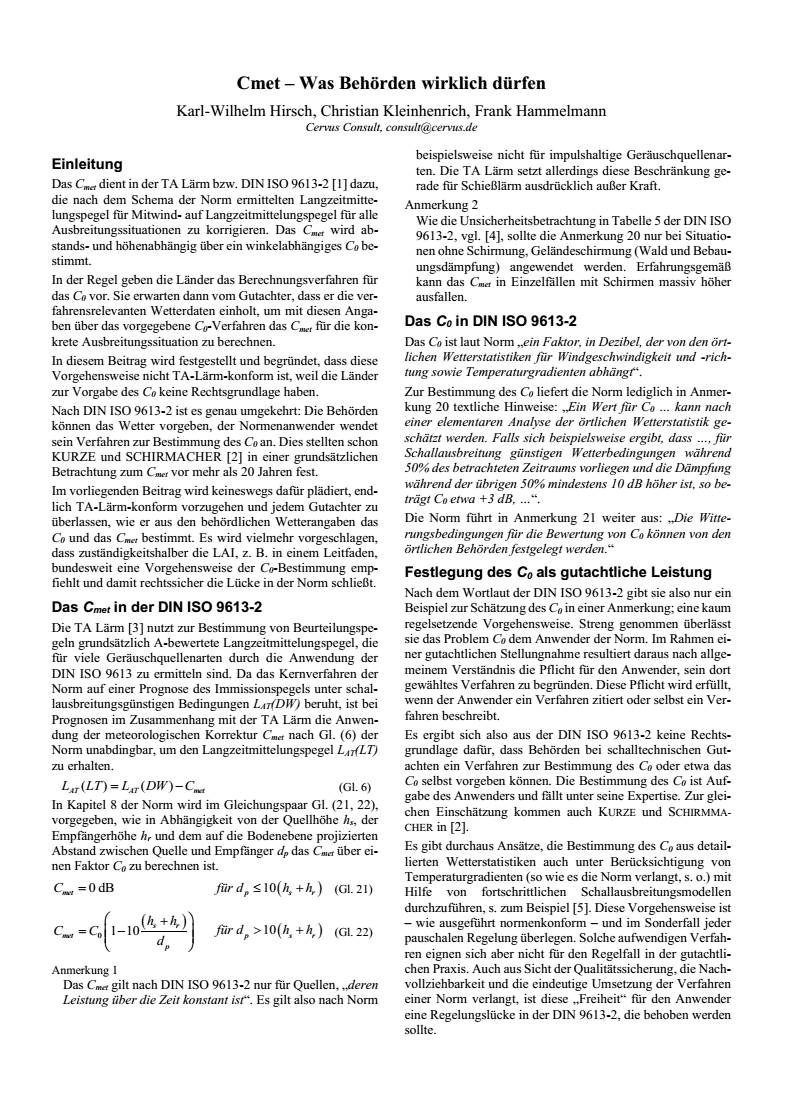 Cmet – Was Behörden wirklich dürfen
Karl-Wilhelm Hirsch, Christian Kleinhenrich, Frank Hammelmann
Cervus Consult, consult@cervus.de
Einleitung
Das Cmet dient in der TA Lärm bzw. DIN ISO 9613-2 [1] dazu,
die nach dem Schema der Norm ermittelten Langzeitmitte-
lungspegel für Mitwind- auf Langzeitmittelungspegel für alle
Ausbreitungssituationen zu korrigieren. Das Cmet wird ab-
stands- und höhenabhängig über ein winkelabhängiges C0 be-
stimmt.
In der Regel geben die Länder das Berechnungsverfahren für
das C0 vor. Sie erwarten dann vom Gutachter, dass er die ver-
fahrensrelevanten Wetterdaten einholt, um mit diesen Anga-
ben über das vorgegebene C0-Verfahren das Cmet für die kon-
krete Ausbreitungssituation zu berechnen.
In diesem Beitrag wird festgestellt und begründet, dass diese
Vorgehensweise nicht TA-Lärm-konform ist, weil die Länder
zur Vorgabe des C0 keine Rechtsgrundlage haben.
Nach DIN ISO 9613-2 ist es genau umgekehrt: Die Behörden
können das Wetter vorgeben, der Normenanwender wendet
sein Verfahren zur Bestimmung des C0 an. Dies stellten schon
KURZE und SCHIRMACHER [2] in einer grundsätzlichen
Betrachtung zum Cmet vor mehr als 20 Jahren fest.
Im vorliegenden Beitrag wird keineswegs dafür plädiert, end-
lich TA-Lärm-konform vorzugehen und jedem Gutachter zu
überlassen, wie er aus den behördlichen Wetterangaben das
C0 und das Cmet bestimmt. Es wird vielmehr vorgeschlagen,
dass zuständigkeitshalber die LAI, z. B. in einem Leitfaden,
bundesweit eine Vorgehensweise der C0-Bestimmung emp-
fiehlt und damit rechtssicher die Lücke in der Norm schließt.
Das Cmet in der DIN ISO 9613-2
Die TA Lärm [3] nutzt zur Bestimmung von Beurteilungspe-
geln grundsätzlich A-bewertete Langzeitmittelungspegel, die
für viele Geräuschquellenarten durch die Anwendung der
DIN ISO 9613 zu ermitteln sind. Da das Kernverfahren der
Norm auf einer Prognose des Immissionspegels unter schal-
lausbreitungsgünstigen Bedingungen LAT(DW) beruht, ist bei
Prognosen im Zusammenhang mit der TA Lärm die Anwen-
dung der meteorologischen Korrektur Cmet nach Gl. (6) der
Norm unabdingbar, um den Langzeitmittelungspegel LAT(LT)
zu erhalten.
LAT (LT) = LAT (DW) − Cmet (Gl. 6)
In Kapitel 8 der Norm wird im Gleichungspaar Gl. (21, 22),
vorgegeben, wie in Abhängigkeit von der Quellhöhe hs, der
Empfängerhöhe hr und dem auf die Bodenebene projizierten
Abstand zwischen Quelle und Empfänger dp das Cmet über ei-
nen Faktor C0 zu berechnen ist.
Cmet = 0 dB für dp ≤ 10(hs + hr) (Gl. 21)
Cmet = C0 (1 − 10 (hs + hr) / dp) für dp > 10(hs + hr) (Gl. 22)
Anmerkung 1
Das Cmet gilt nach DIN ISO 9613-2 nur für Quellen, „deren
Leistung über die Zeit konstant ist“. Es gilt also nach Norm
beispielsweise nicht für impulshaltige Geräuschquellenar-
ten. Die TA Lärm setzt allerdings diese Beschränkung ge-
rade für Schießlärm ausdrücklich außer Kraft.
Anmerkung 2
Wie die Unsicherheitsbetrachtung in Tabelle 5 der DIN ISO
9613-2, vgl. [4], sollte die Anmerkung 20 nur bei Situatio-
nen ohne Schirmung, Geländeschirmung (Wald und Bebau-
ungsdämpfung) angewendet werden. Erfahrungsgemäß
kann das Cmet in Einzelfällen mit Schirmen massiv höher
ausfallen.
Das C0 in DIN ISO 9613-2
Das C0 ist laut Norm „ein Faktor, in Dezibel, der von den ört-
lichen Wetterstatistiken für Windgeschwindigkeit und -rich-
tung sowie Temperaturgradienten abhängt“.
Zur Bestimmung des C0 liefert die Norm lediglich in Anmer-
kung 20 textliche Hinweise: „Ein Wert für C0 … kann nach
einer elementaren Analyse der örtlichen Wetterstatistik ge-
schätzt werden. Falls sich beispielsweise ergibt, dass …, für
Schallausbreitung günstigen Wetterbedingungen während
50% des betrachteten Zeitraums vorliegen und die Dämpfung
während der übrigen 50% mindestens 10 dB höher ist, so be-
trägt C0 etwa +3 dB, …“.
Die Norm führt in Anmerkung 21 weiter aus: „Die Witte-
rungsbedingungen für die Bewertung von C0 können von den
örtlichen Behörden festgelegt werden.“
Festlegung des C0 als gutachtliche Leistung
Nach dem Wortlaut der DIN ISO 9613-2 gibt sie also nur ein
Beispiel zur Schätzung des C0 in einer Anmerkung; eine kaum
regelsetzende Vorgehensweise. Streng genommen überlässt
sie das Problem C0 dem Anwender der Norm. Im Rahmen ei-
ner gutachtlichen Stellungnahme resultiert daraus nach allge-
meinem Verständnis die Pflicht für den Anwender, sein dort
gewähltes Verfahren zu begründen. Diese Pflicht wird erfüllt,
wenn der Anwender ein Verfahren zitiert oder selbst ein Ver-
fahren beschreibt.
Es ergibt sich also aus der DIN ISO 9613-2 keine Rechts-
grundlage dafür, dass Behörden bei schalltechnischen Gut-
achten ein Verfahren zur Bestimmung des C0 oder etwa das
C0 selbst vorgeben können. Die Bestimmung des C0 ist Auf-
gabe des Anwenders und fällt unter seine Expertise. Zur glei-
chen Einschätzung kommen auch KURZE und SCHIRMMA-
CHER in [2].
Es gibt durchaus Ansätze, die Bestimmung des C0 aus detail-
lierten Wetterstatistiken auch unter Berücksichtigung von
Temperaturgradienten (so wie es die Norm verlangt, s. o.) mit
Hilfe von fortschrittlichen Schallausbreitungsmodellen
durchzuführen, s. zum Beispiel [5]. Diese Vorgehensweise ist
– wie ausgeführt normenkonform – und im Sonderfall jeder
pauschalen Regelung überlegen. Solche aufwendigen Verfah-
ren eignen sich aber nicht für den Regelfall in der gutachtli-
chen Praxis. Auch aus Sicht der Qualitätssicherung, die Nach-
vollziehbarkeit und die eindeutige Umsetzung der Verfahren
einer Norm verlangt, ist diese „Freiheit“ für den Anwender
eine Regelungslücke in der DIN 9613-2, die behoben werden
sollte.